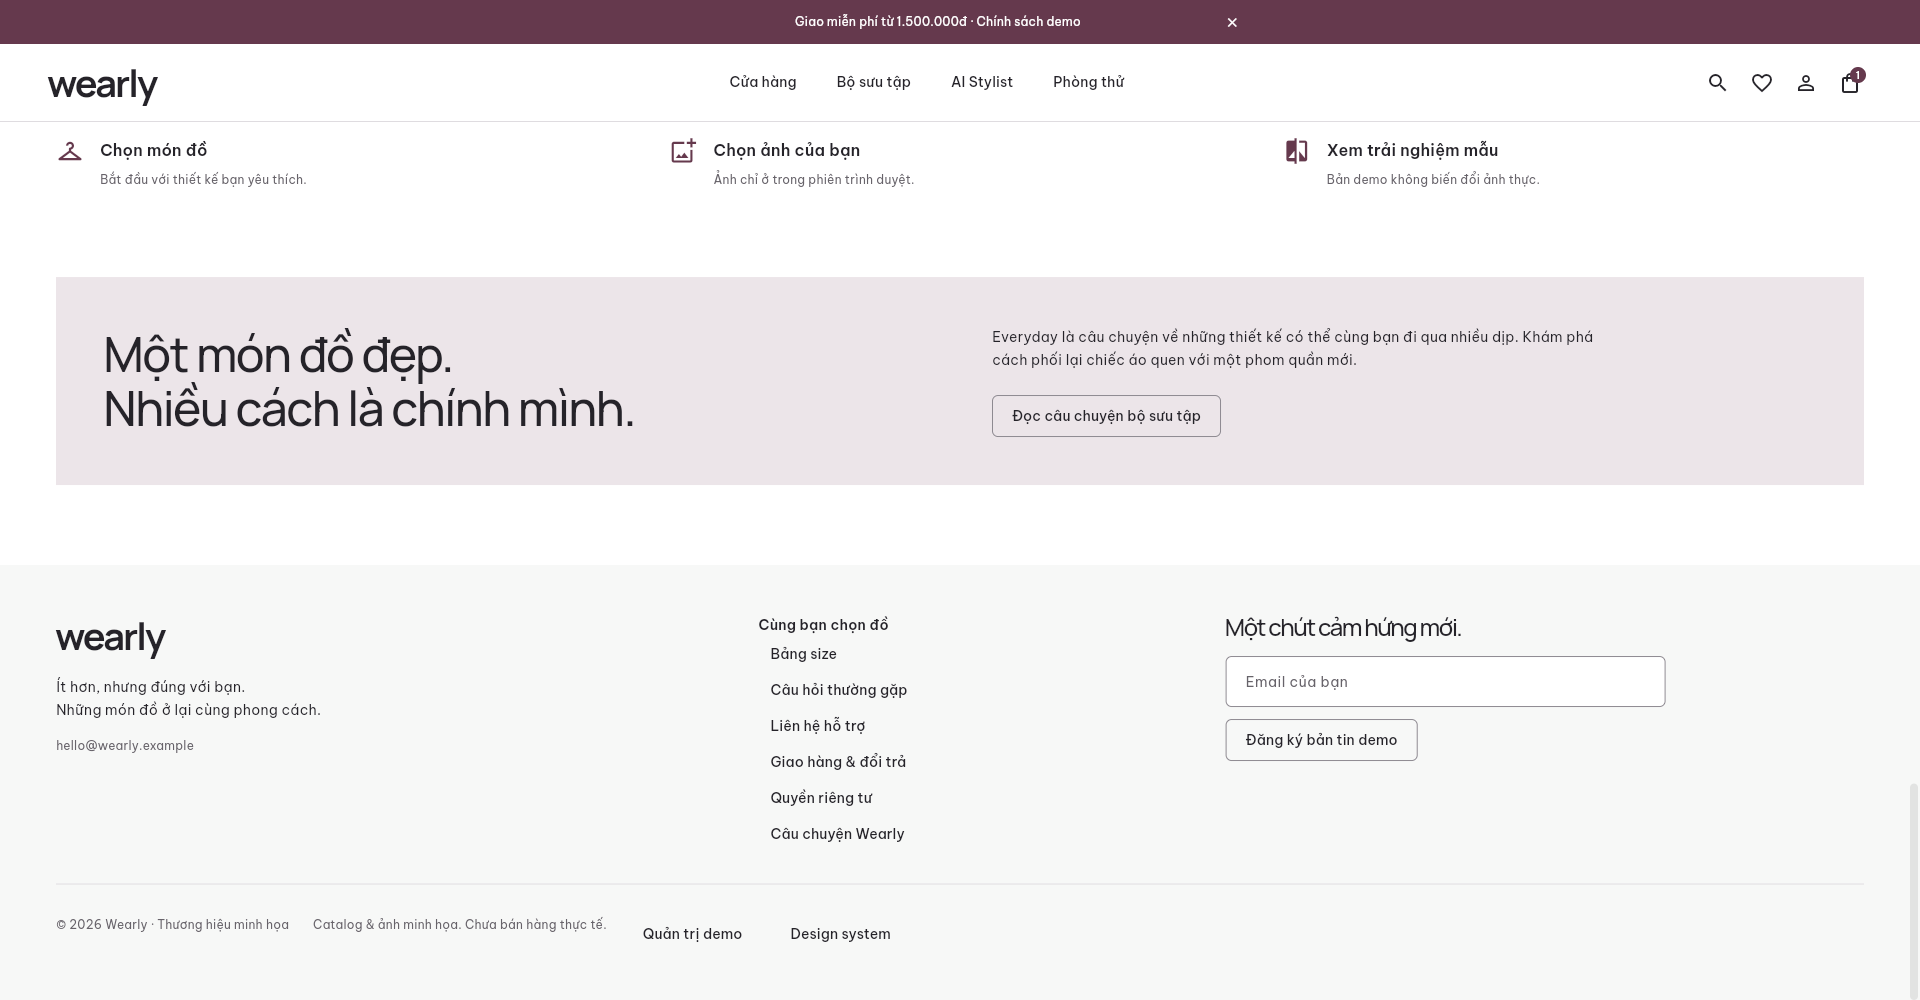 Giao miễn phí từ 1.500.000đ · Chính sách demo
wearly
Cửa hàng
Bộ sưu tập
AI Stylist
Phòng thử
1
Chọn món đồ
Bắt đầu với thiết kế bạn yêu thích.
Chọn ảnh của bạn
Ảnh chỉ ở trong phiên trình duyệt.
Xem trải nghiệm mẫu
Bản demo không biến đổi ảnh thực.
Một món đồ đẹp.
Nhiều cách là chính mình.
Everyday là câu chuyện về những thiết kế có thể cùng bạn đi qua nhiều dịp. Khám phá
cách phối lại chiếc áo quen với một phom quần mới.
Đọc câu chuyện bộ sưu tập
wearly
Ít hơn, nhưng đúng với bạn.
Những món đồ ở lại cùng phong cách.
hello@wearly.example
Cùng bạn chọn đồ
Bảng size
Câu hỏi thường gặp
Liên hệ hỗ trợ
Giao hàng & đổi trả
Quyền riêng tư
Câu chuyện Wearly
Một chút cảm hứng mới.
Email của bạn
Đăng ký bản tin demo
© 2026 Wearly · Thương hiệu minh họa
Catalog & ảnh minh họa. Chưa bán hàng thực tế.
Quản trị demo
Design system